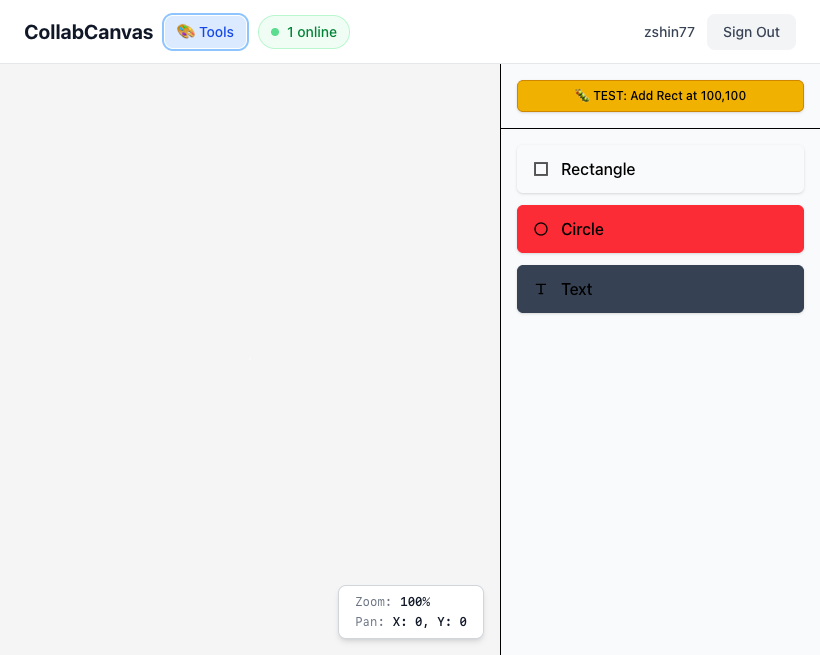 CollabCanvas 🎨 Tools 1 online zshin77 Sign Out
🐛 TEST: Add Rect at 100,100
Rectangle
Circle
T Text
Zoom: 100%
Pan: X: 0, Y: 0